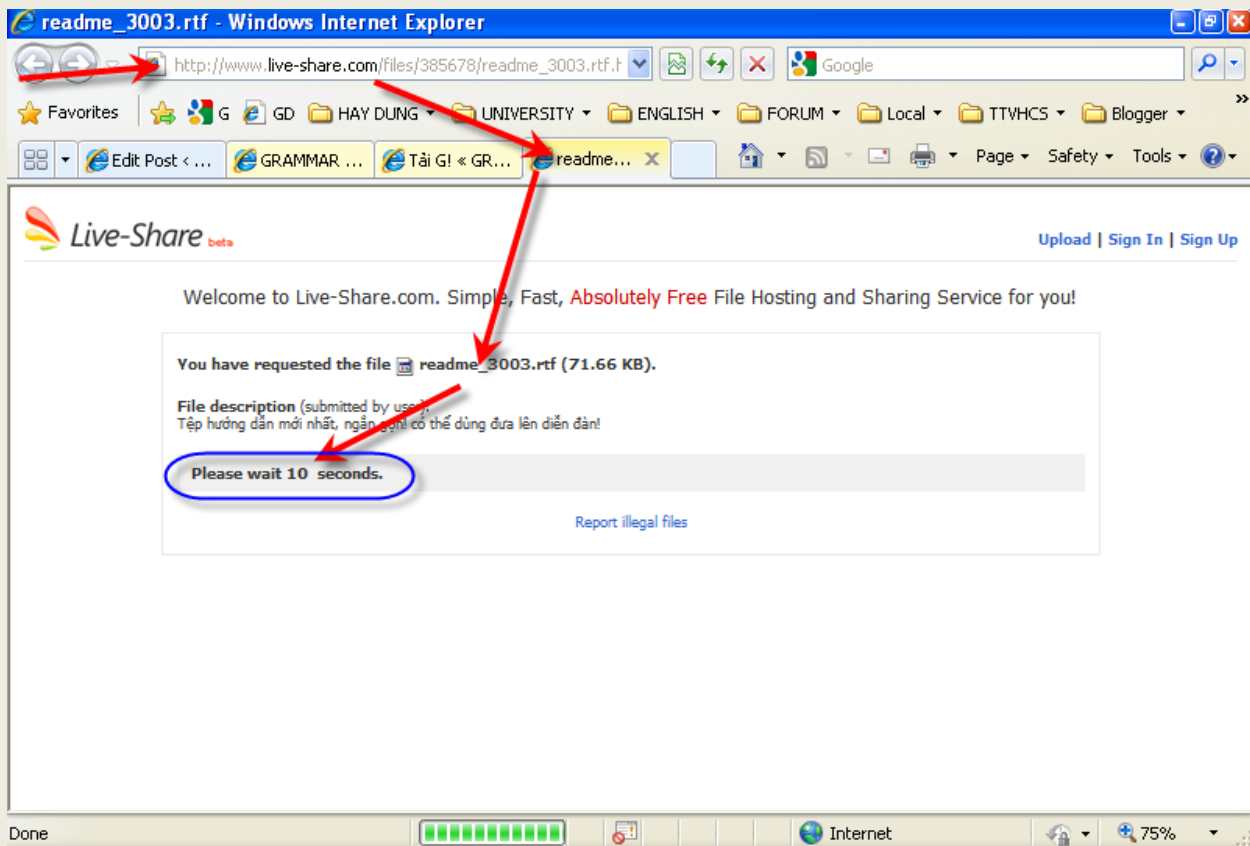 readme_3003.rtf - Windows Internet Explorer
http://www.live-share.com/files/385678/readme_3003.rtf.h
Google
Favorites G GD HAY DUNG UNIVERSITY ENGLISH FORUM Local TTVHCS Blogger »
Edit Post < ... GRAMMAR ... Tải G! « GR... readme... Page Safety Tools
Live-Share beta
Upload | Sign In | Sign Up
Welcome to Live-Share.com. Simple, Fast, Absolutely Free File Hosting and Sharing Service for you!
You have requested the file readme_3003.rtf (71.66 KB).
File description (submitted by user):
Tệp hướng dẫn mới nhất, ngắn gọn! có thể dùng đưa lên diễn đàn!
Please wait 10 seconds.
Report illegal files
Done Internet 75%